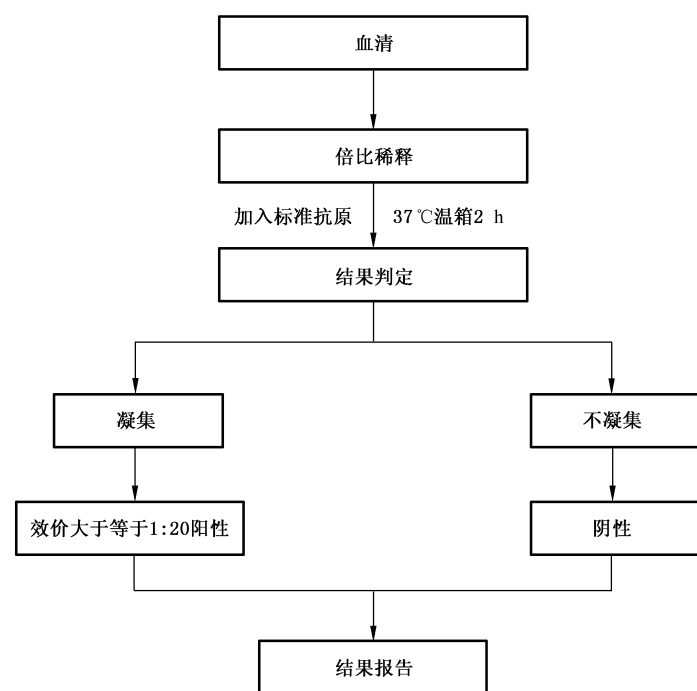 血清
倍比稀释
加入标准抗原 37℃温箱2 h
结果判定
凝集 不凝集
效价大于等于1:20阳性 阴性
结果报告